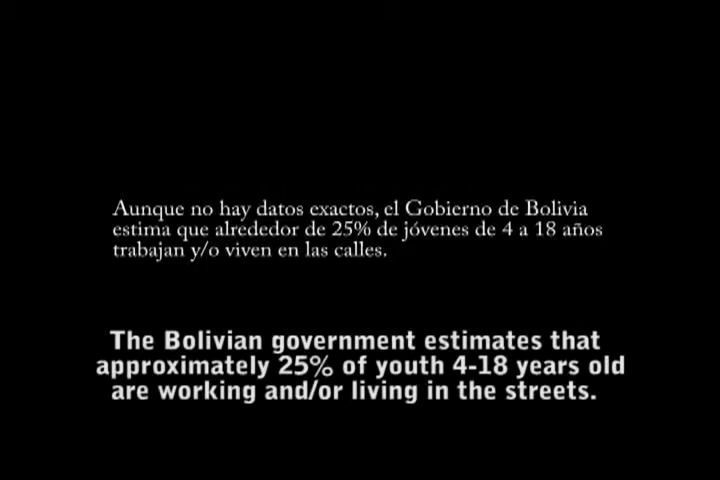 Aunque no hay datos exactos, el Gobierno de Bolivia
estima que alrededor de 25% de jóvenes de 4 a 18 años
trabajan y/o viven en las calles.
The Bolivian government estimates that
approximately 25% of youth 4-18 years old
are working and/or living in the streets.